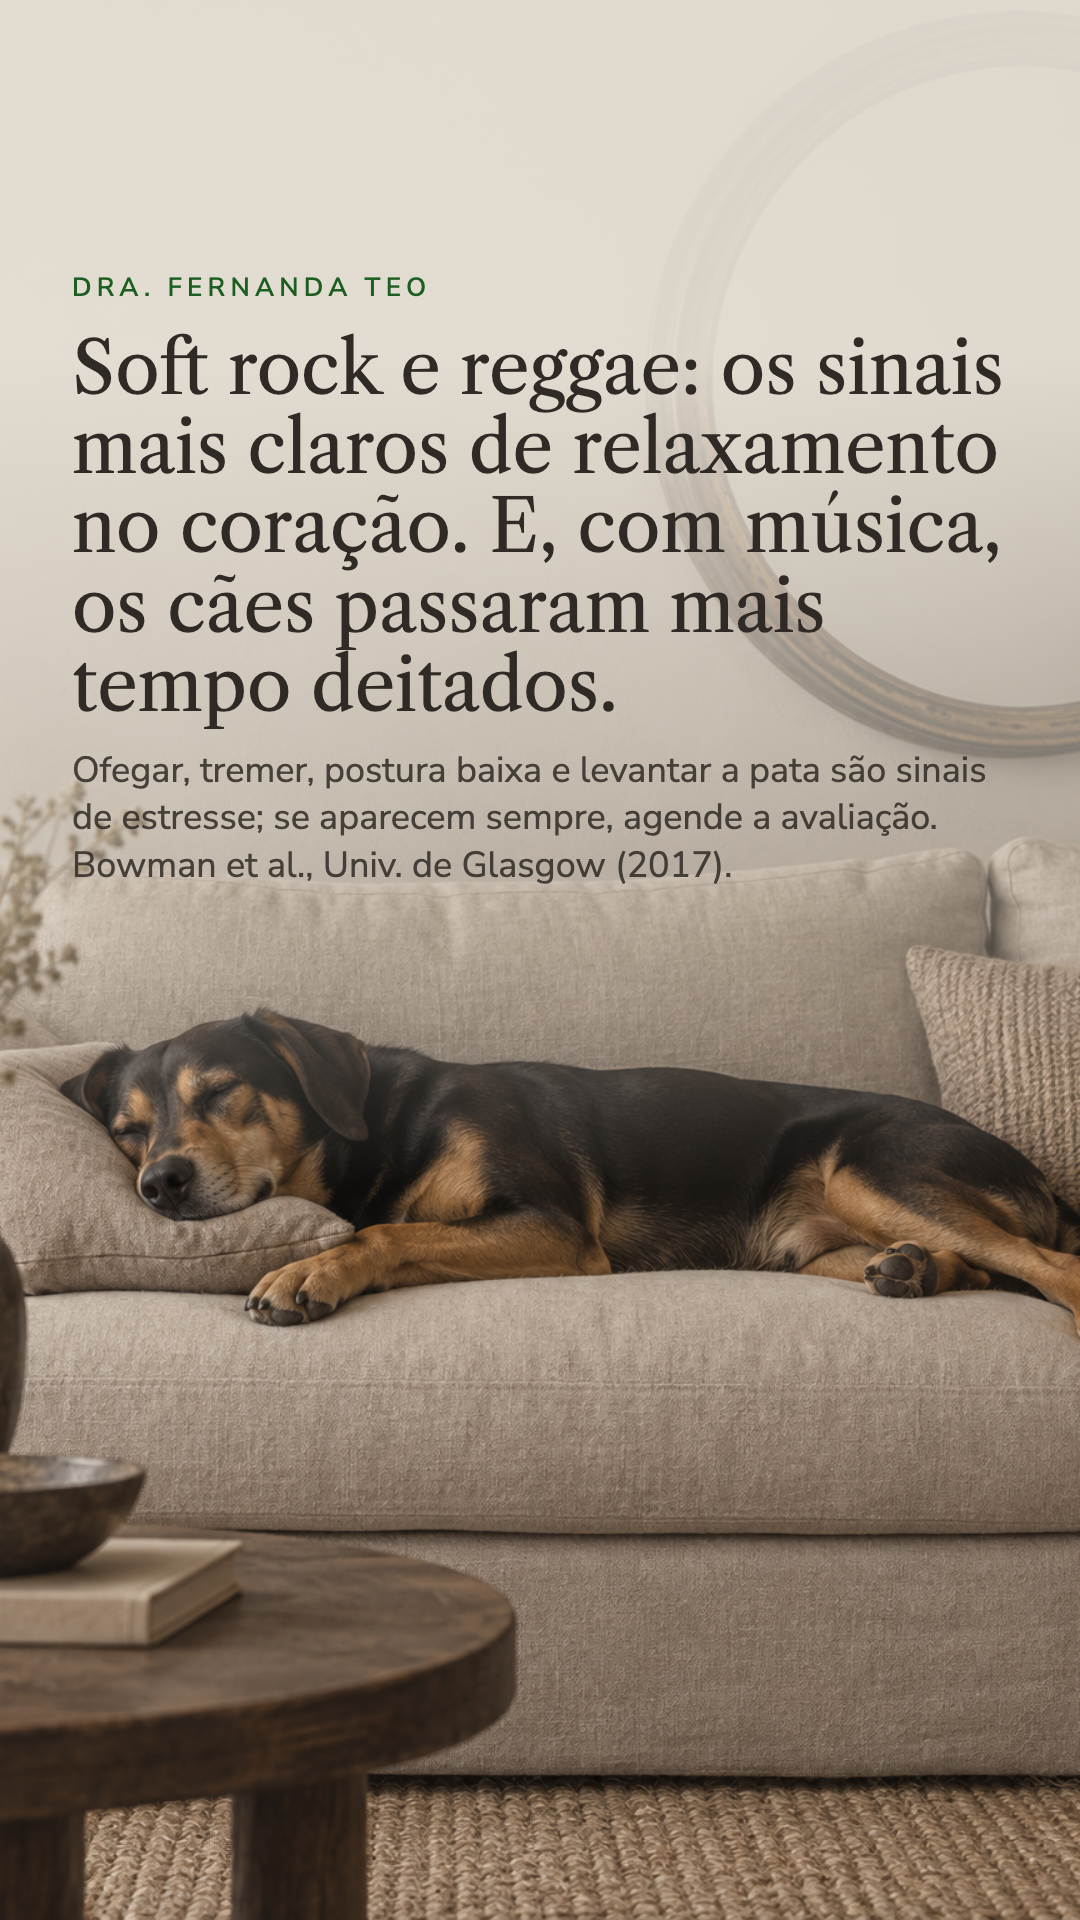 DRA. FERNANDA TEO
Soft rock e reggae: os sinais
mais claros de relaxamento
no coração. E, com música,
os cães passaram mais
tempo deitados.
Ofegar, tremer, postura baixa e levantar a pata são sinais
de estresse; se aparecem sempre, agende a avaliação.
Bowman et al., Univ. de Glasgow (2017).